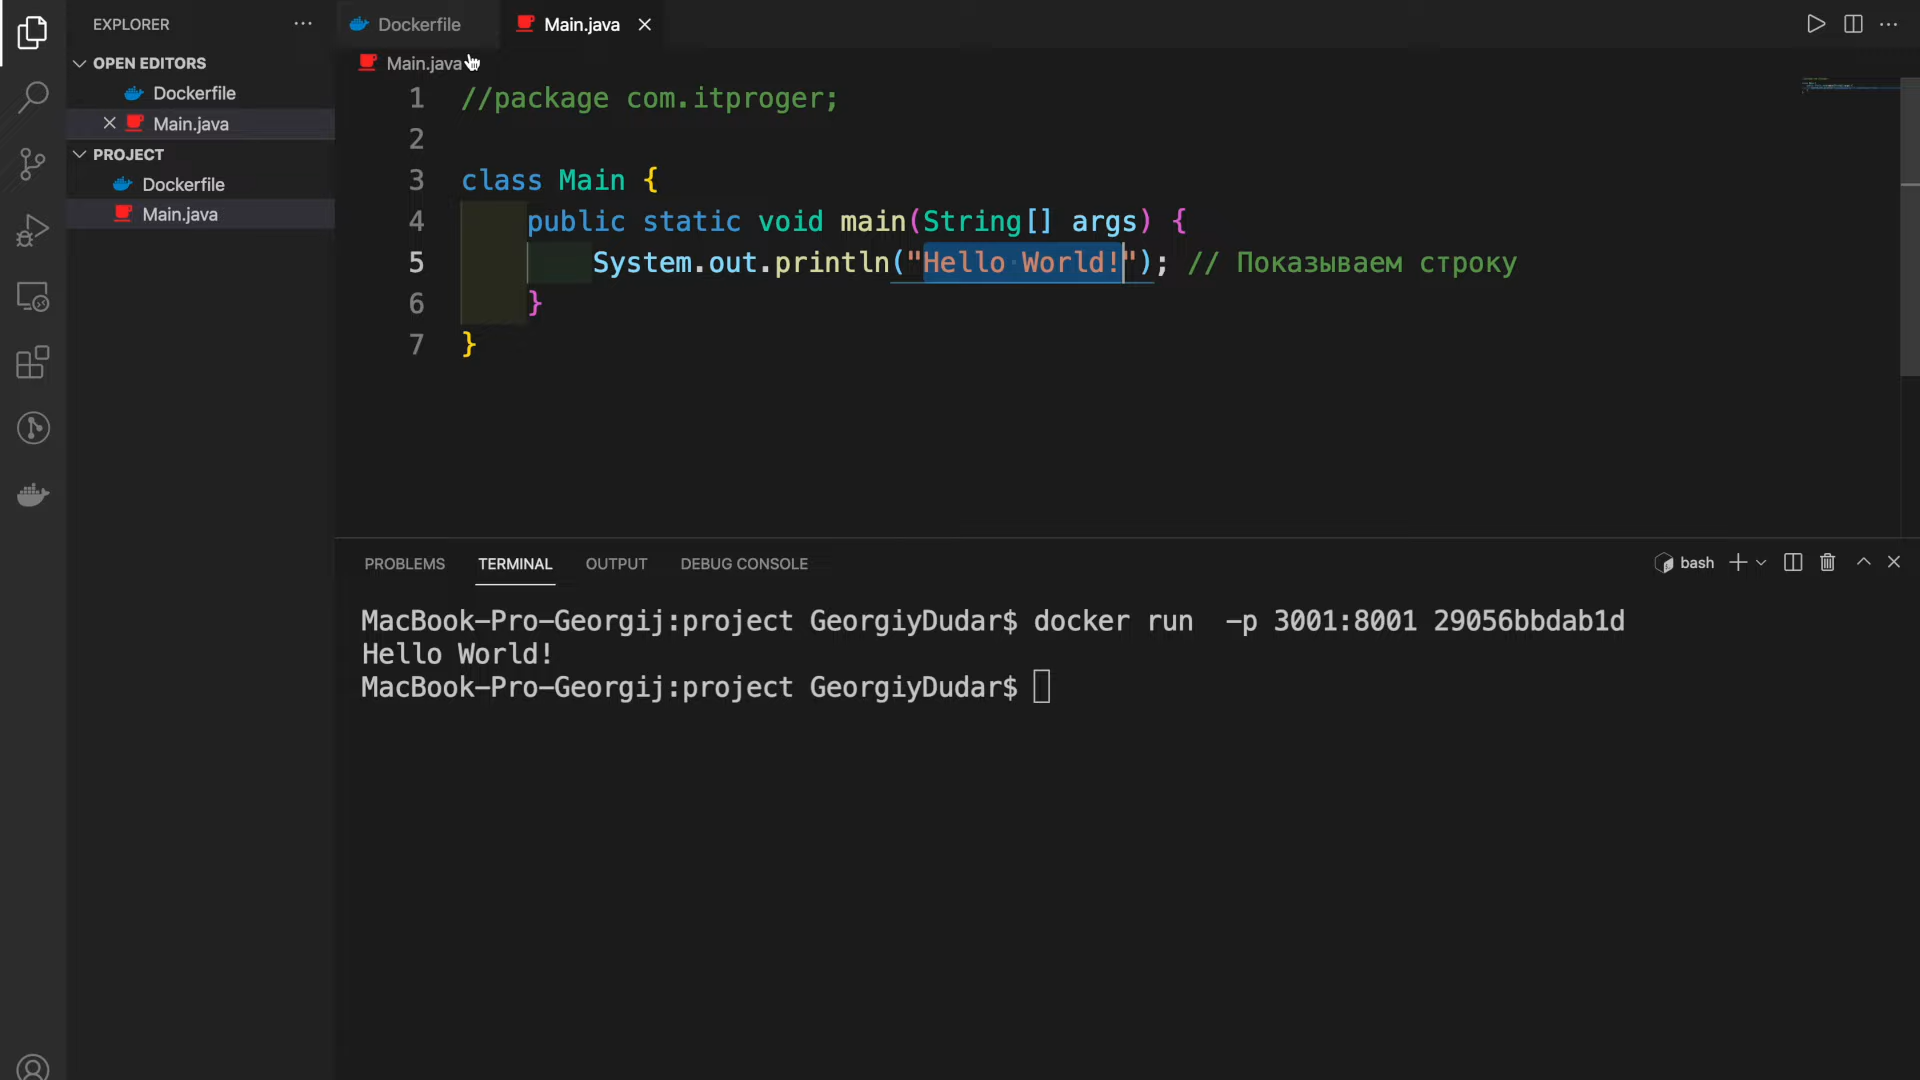 EXPLORER
OPEN EDITORS
Dockerfile
Main.java
PROJECT
Dockerfile
Main.java
Dockerfile
Main.java
Main.java
1 //package com.itproger;
2
3 class Main {
4 public static void main(String[] args) {
5 System.out.println("Hello World!"); // Показываем строку
6 }
7 }
PROBLEMS TERMINAL OUTPUT DEBUG CONSOLE
bash
MacBook-Pro-Georgij:project GeorgiyDudar$ docker run  -p 3001:8001 29056bbdab1d
Hello World!
MacBook-Pro-Georgij:project GeorgiyDudar$